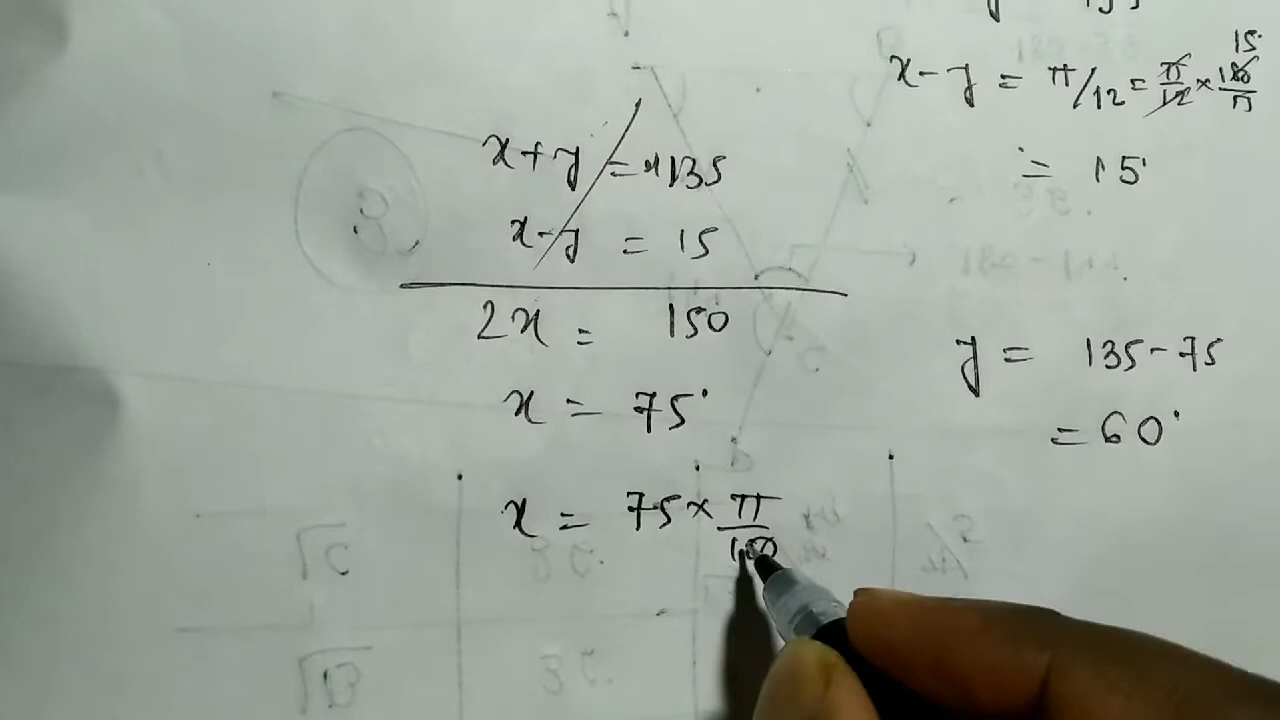 x - y = π/12 = π/12 × 180/π 15°
= 15°
x + y = 135
x - y = 15
2x = 150
x = 75°
y = 135 - 75
= 60°
x = 75 × π/180